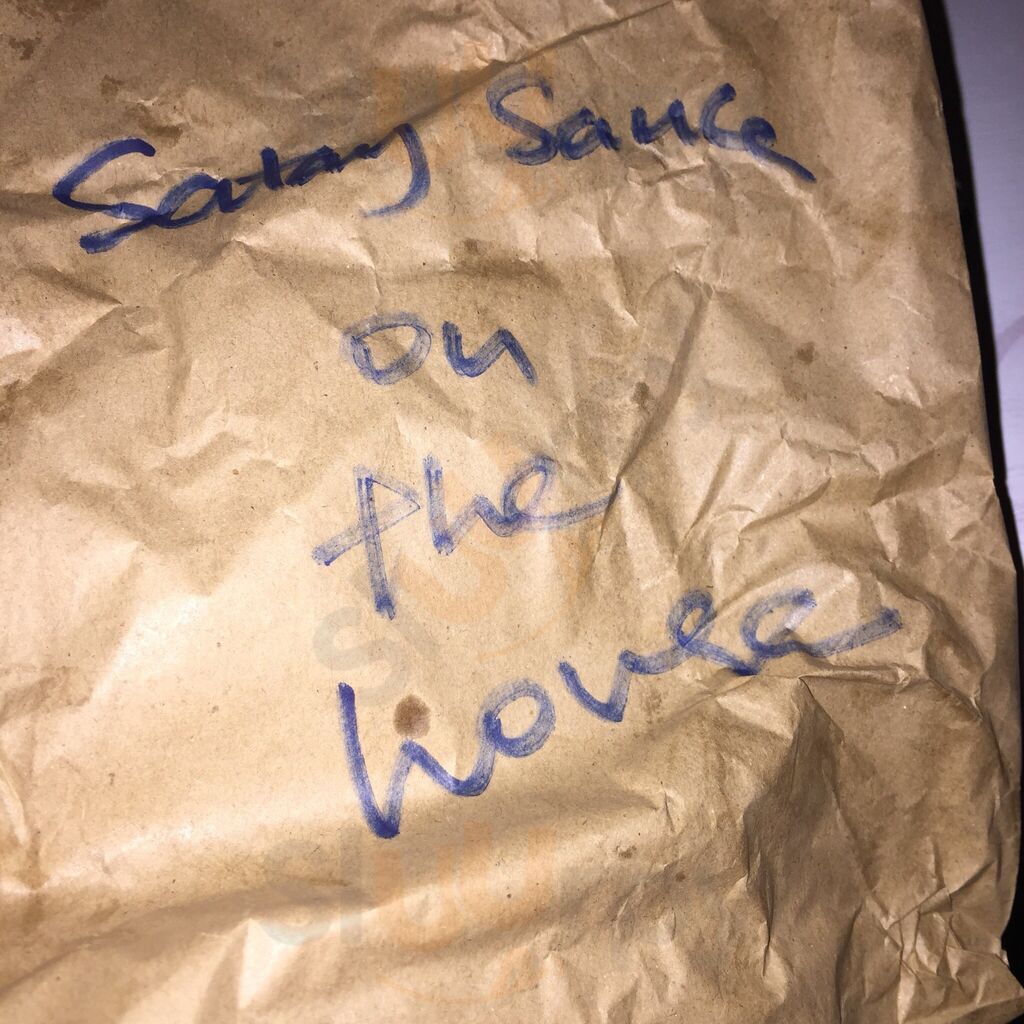 Satay Sauce
on
the
house